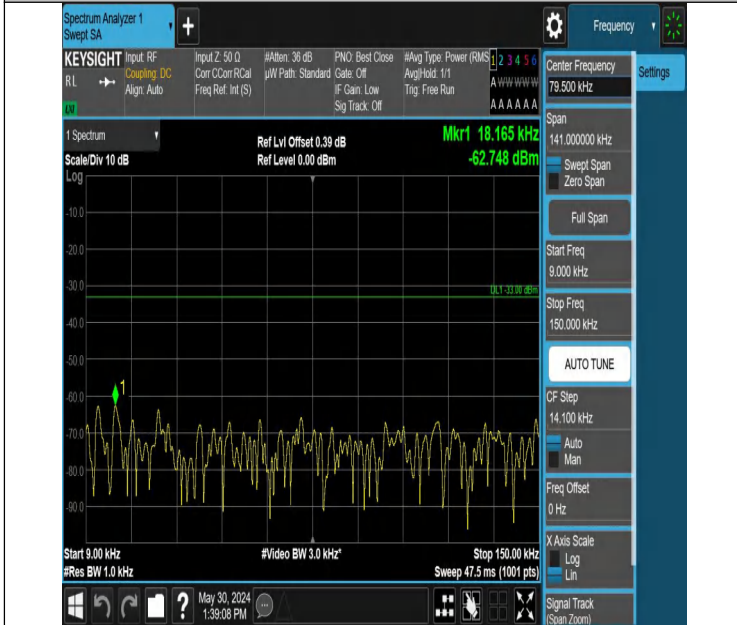 Spectrum Analyzer 1
Swept SA
+
Frequency
KEYSIGHT
RL
Input: RF
Coupling: DC
Align: Auto
Input Z: 50 Ω
Corr CCorr RCal
Freq Ref: Int (S)
#Atten: 36 dB
µW Path: Standard
PNO: Best Close
Gate: Off
IF Gain: Low
Sig Track: Off
#Avg Type: Power (RMS
Avg|Hold: 1/1
Trig: Free Run
1 2 3 4 5 6
A W W W W W
A A A A A A
1 Spectrum
Scale/Div 10 dB
Log
Ref Lvl Offset 0.39 dB
Ref Level 0.00 dBm
Mkr1 18.165 kHz
-62.748 dBm
-10.0
-20.0
-30.0
DL1 -33.00 dBm
-40.0
-50.0
-60.0
1
-70.0
-80.0
-90.0
Start 9.00 kHz
#Res BW 1.0 kHz
#Video BW 3.0 kHz*
Stop 150.00 kHz
Sweep 47.5 ms (1001 pts)
May 30, 2024
1:39:08 PM
?
Center Frequency
79.500 kHz
Settings
Span
141.000000 kHz
Swept Span
Zero Span
Full Span
Start Freq
9.000 kHz
Stop Freq
150.000 kHz
AUTO TUNE
CF Step
14.100 kHz
Auto
Man
Freq Offset
0 Hz
X Axis Scale
Log
Lin
Signal Track
(Span Zoom)